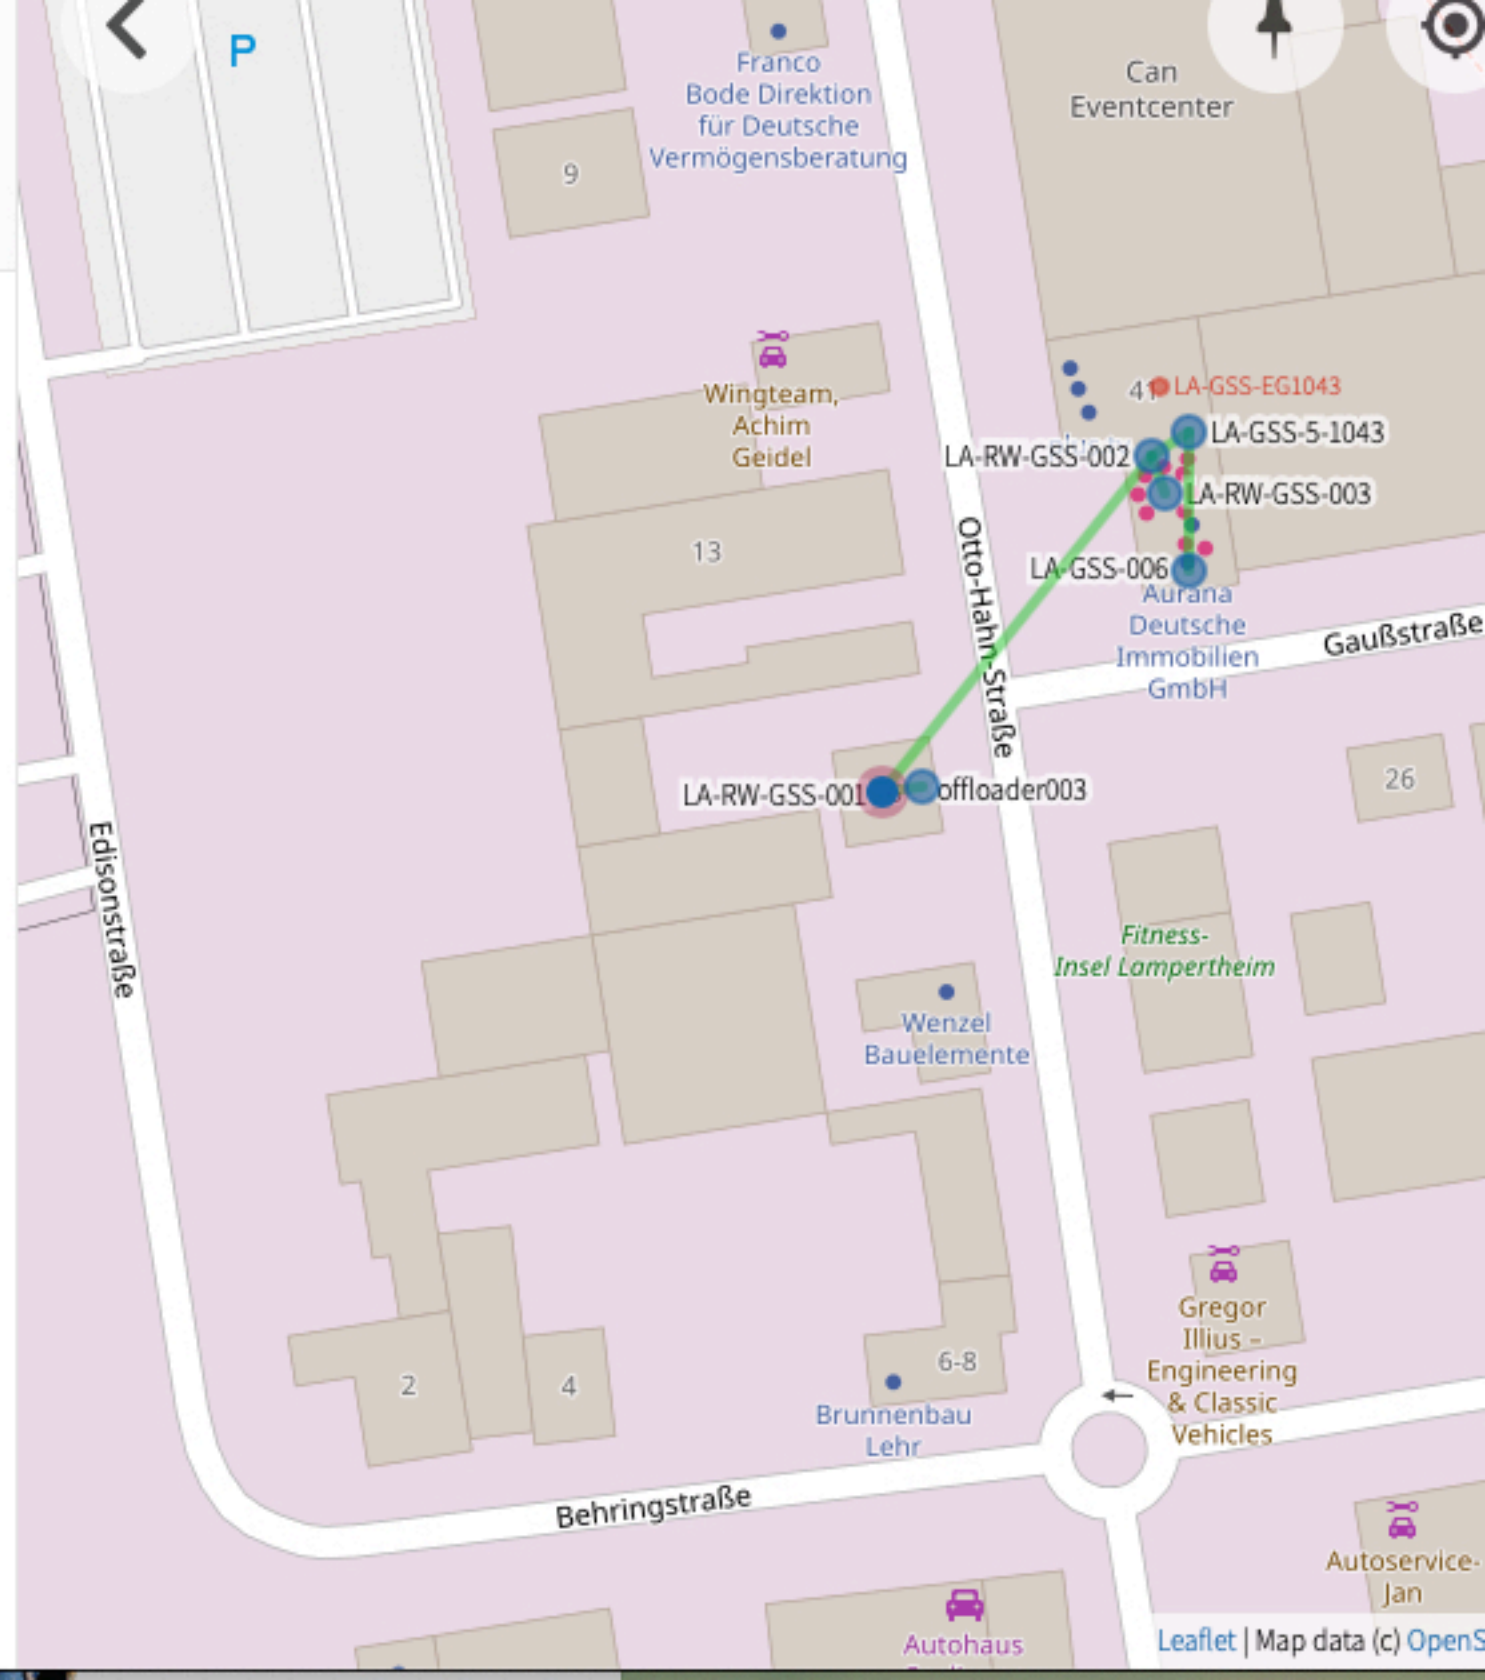 P
Franco
Bode Direktion
für Deutsche
Vermögensberatung
Can
Eventcenter
9
Wingteam,
Achim
Geidel
41
LA-GSS-EG1043
LA-GSS-5-1043
LA-RW-GSS-002
LA-RW-GSS-003
LA-GSS-006
Aurana
Deutsche
Immobilien
GmbH
13
Otto-Hahn-Straße
Gaußstraße
LA-RW-GSS-001
offloader003
26
Edisonstraße
Fitness-
Insel Lampertheim
Wenzel
Bauelemente
Gregor
Illius –
Engineering
& Classic
Vehicles
2
4
6-8
Brunnenbau
Lehr
Behringstraße
Autoservice-
Jan
Autohaus
Leaflet | Map data (c) OpenS